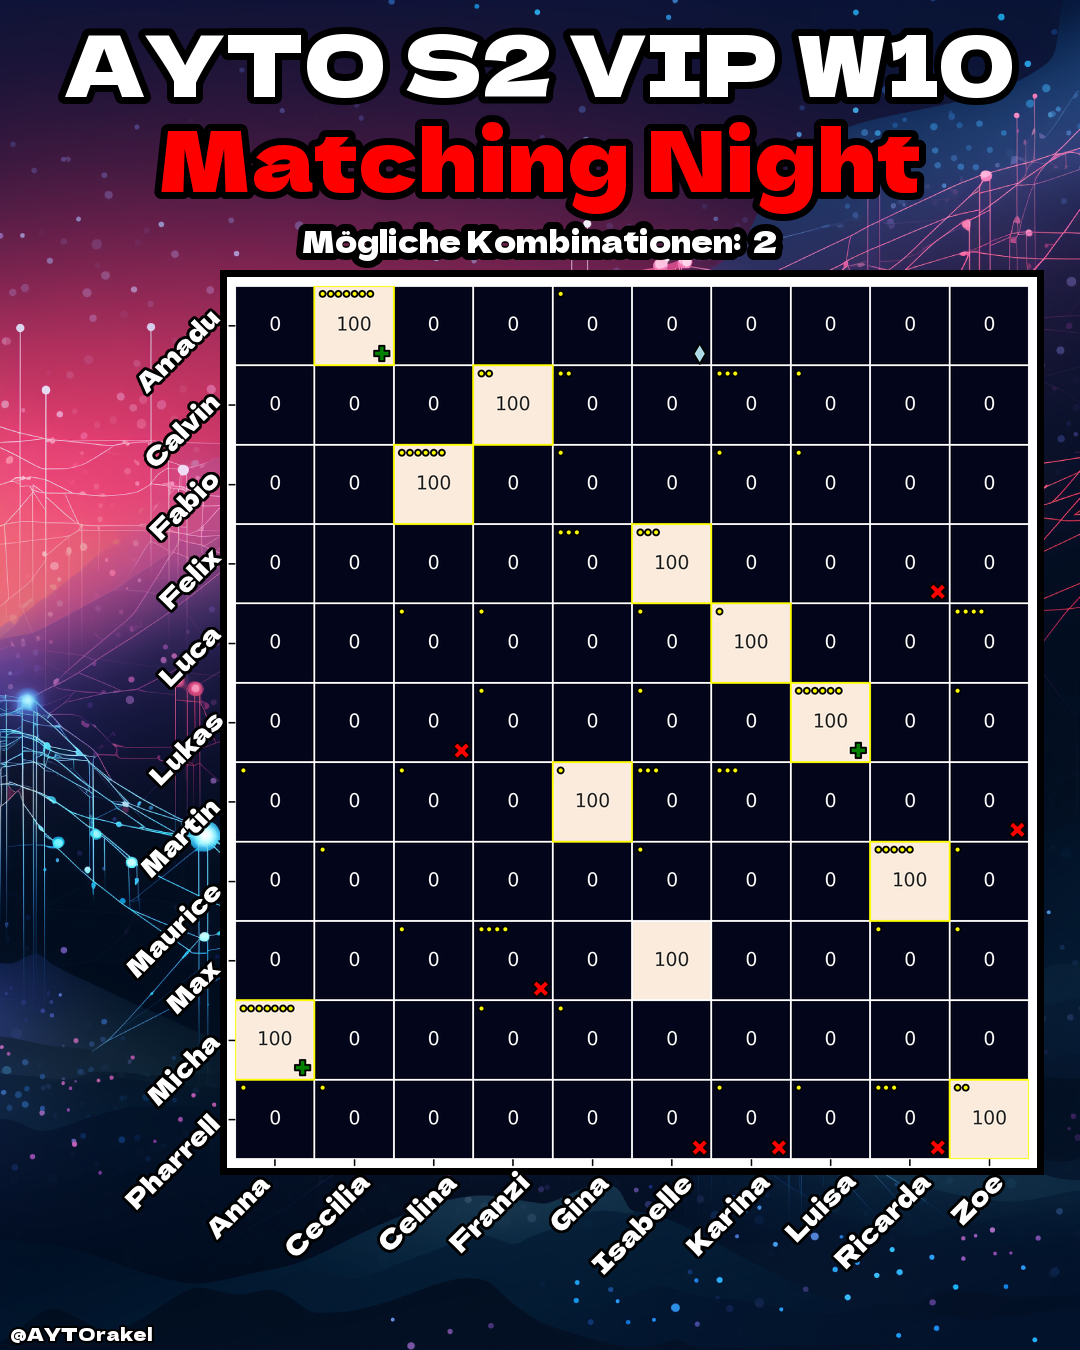 AYTO S2 VIP W10
Matching Night
Mögliche Kombinationen: 2
Amadu 0 100 0 0 0 0 0 0 0 0
Calvin 0 0 0 100 0 0 0 0 0 0
Fabio 0 0 100 0 0 0 0 0 0 0
Felix 0 0 0 0 0 100 0 0 0 0
Luca 0 0 0 0 0 0 100 0 0 0
Lukas 0 0 0 0 0 0 0 100 0 0
Martin 0 0 0 0 100 0 0 0 0 0
Maurice 0 0 0 0 0 0 0 0 100 0
Max 0 0 0 0 0 100 0 0 0 0
Micha 100 0 0 0 0 0 0 0 0 0
Pharrell 0 0 0 0 0 0 0 0 0 100
Anna Cecilia Celina Franzi Gina Isabelle Karina Luisa Ricarda Zoe
@AYTOrakel